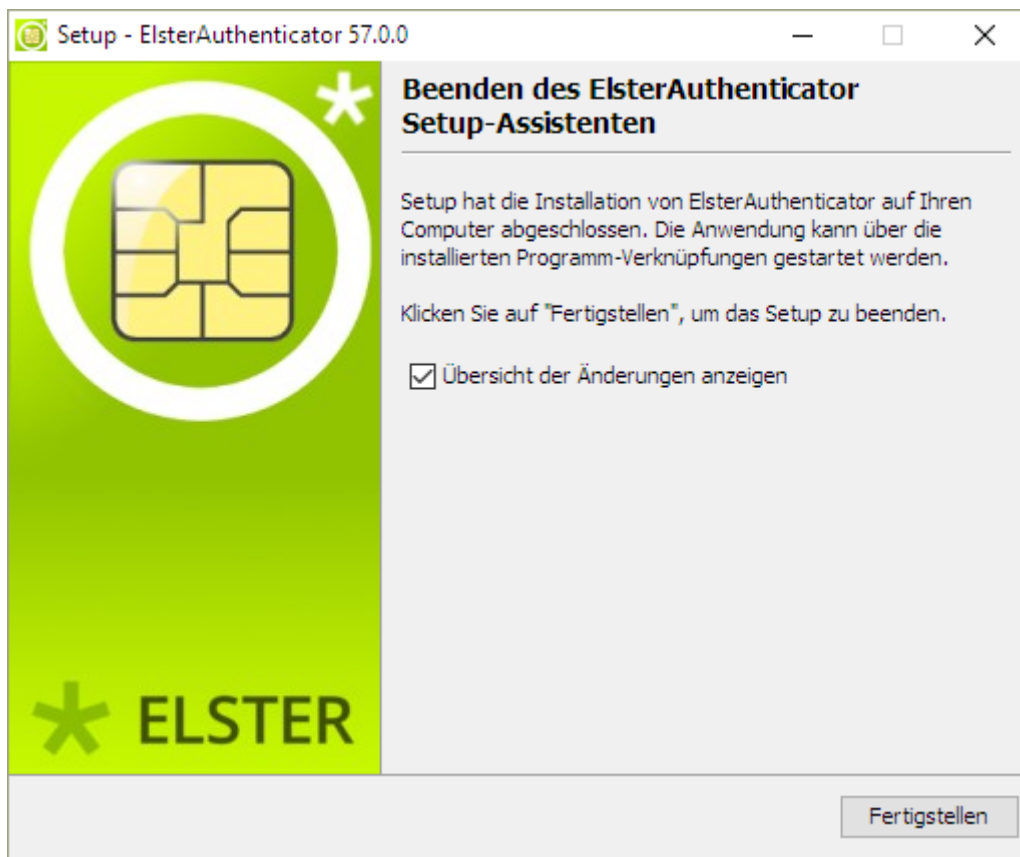 Setup - ElsterAuthenticator 57.0.0
Beenden des ElsterAuthenticator
Setup-Assistenten
Setup hat die Installation von ElsterAuthenticator auf Ihren
Computer abgeschlossen. Die Anwendung kann über die
installierten Programm-Verknüpfungen gestartet werden.
Klicken Sie auf "Fertigstellen", um das Setup zu beenden.
Übersicht der Änderungen anzeigen
ELSTER
Fertigstellen